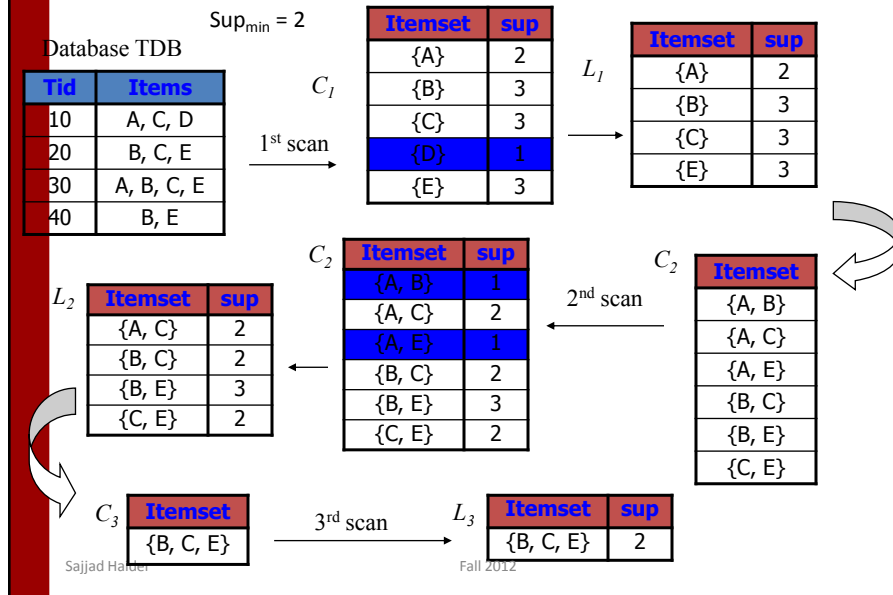 Sup_min = 2
Database TDB
Tid Items
10 A, C, D
20 B, C, E
30 A, B, C, E
40 B, E
1st scan
C1
Itemset sup
{A} 2
{B} 3
{C} 3
{D} 1
{E} 3
L1
Itemset sup
{A} 2
{B} 3
{C} 3
{E} 3
C2
Itemset
{A, B}
{A, C}
{A, E}
{B, C}
{B, E}
{C, E}
2nd scan
C2
Itemset sup
{A, B} 1
{A, C} 2
{A, E} 1
{B, C} 2
{B, E} 3
{C, E} 2
L2
Itemset sup
{A, C} 2
{B, C} 2
{B, E} 3
{C, E} 2
C3
Itemset
{B, C, E}
3rd scan
L3
Itemset sup
{B, C, E} 2
Sajjad Haider
Fall 2012